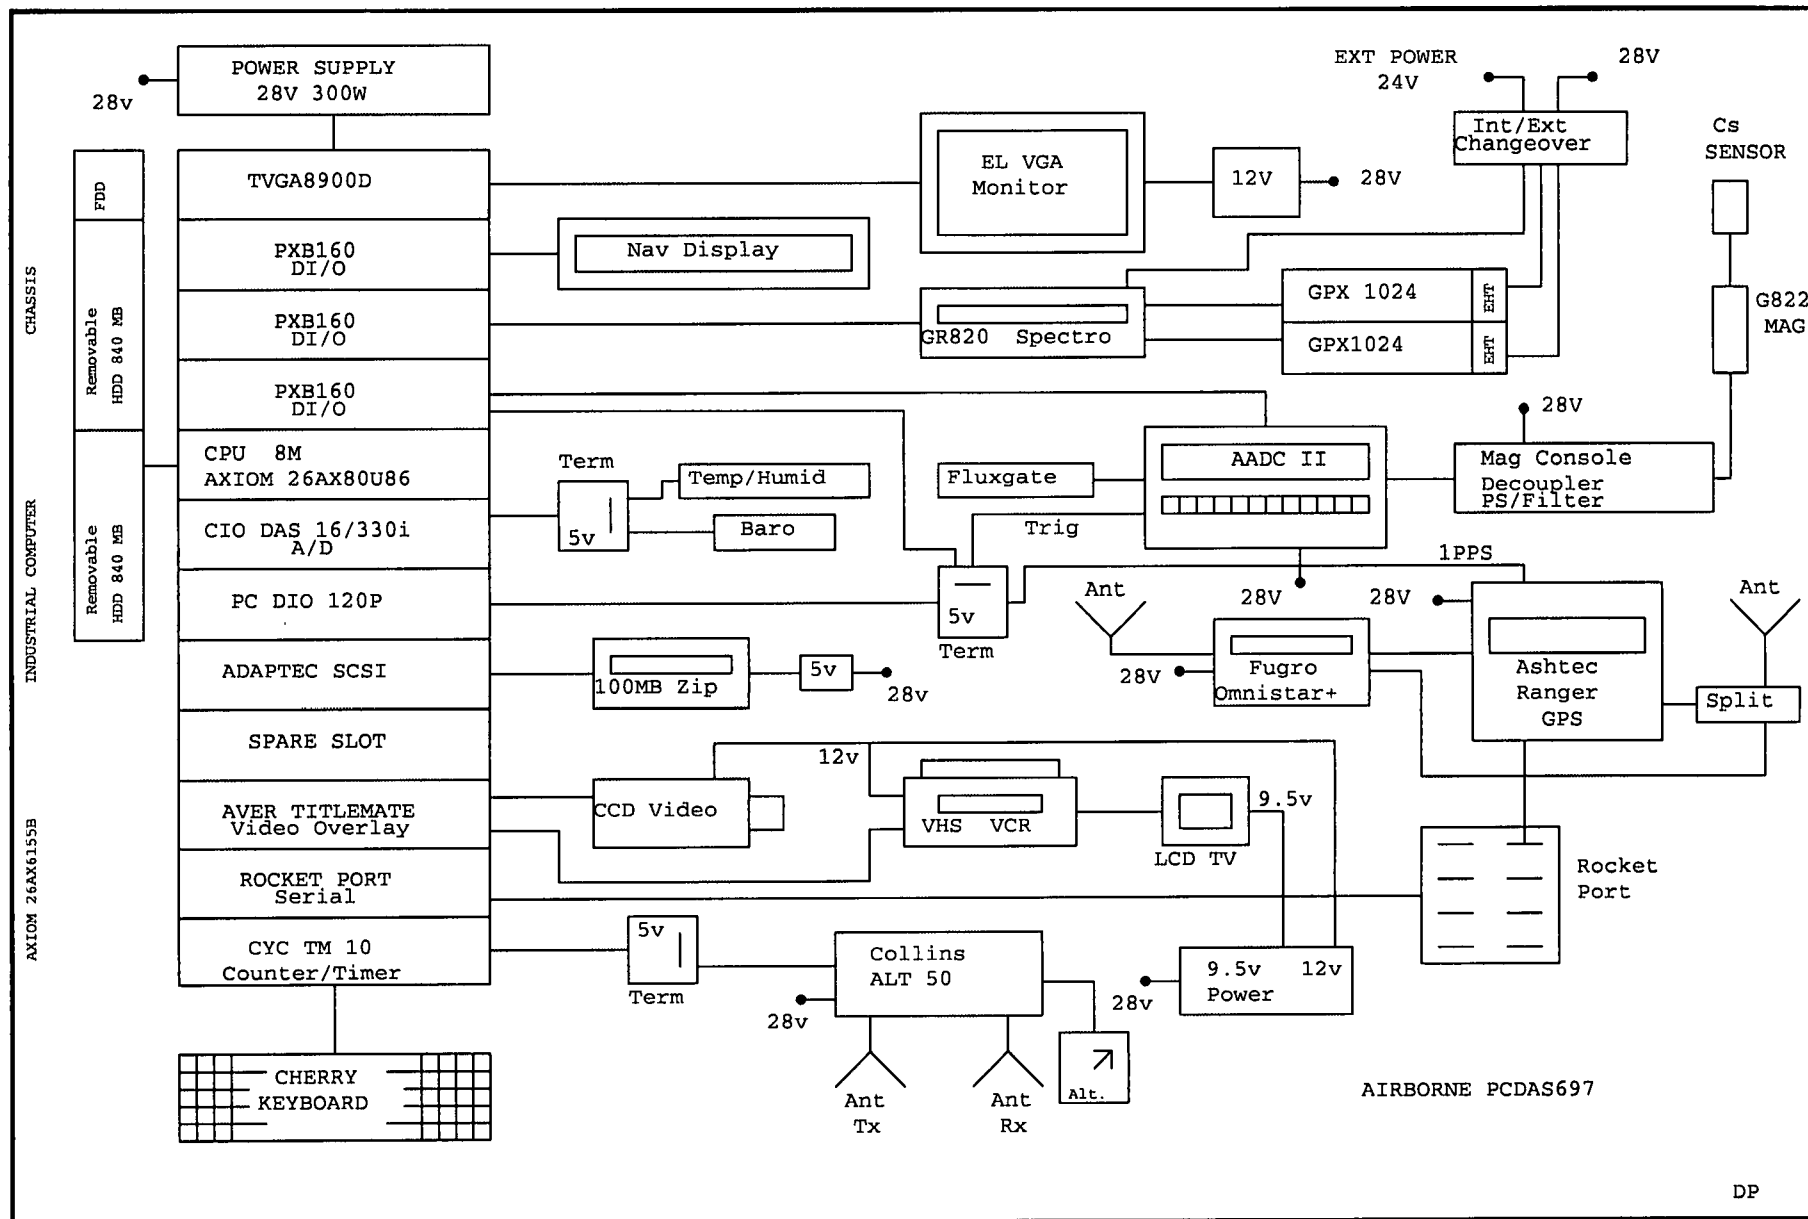 POWER SUPPLY
28V 300W
28v
EXT POWER
24V
28V
Int/Ext
Changeover
Cs
SENSOR
FDD
TVGA8900D
EL VGA
Monitor
12V
28V
PXB160
DI/O
Nav Display
CHASSIS
Removable
HDD 840 MB
PXB160
DI/O
GR820 Spectro
GPX 1024
EHT
GPX1024
EHT
G822
MAG
PXB160
DI/O
28V
CPU 8M
AXIOM 26AX80U86
Term
Temp/Humid
Fluxgate
AADC II
Mag Console
Decoupler
PS/Filter
INDUSTRIAL COMPUTER
Removable
HDD 840 MB
CIO DAS 16/330i
A/D
5v
Baro
Trig
1PPS
PC DIO 120P
5v
Term
28V
Ant
28V
Ant
ADAPTEC SCSI
100MB Zip
5v
28v
28V
Fugro
Omnistar+
Ashtec
Ranger
GPS
Split
SPARE SLOT
12v
AXIOM 26AX6155B
AVER TITLEMATE
Video Overlay
CCD Video
VHS VCR
LCD TV
9.5v
ROCKET PORT
Serial
Rocket
Port
CYC TM 10
Counter/Timer
5v
Term
Collins
ALT 50
28v
28v
9.5v 12v
Power
CHERRY
KEYBOARD
Ant
Tx
Ant
Rx
Alt.
AIRBORNE PCDAS697
DP